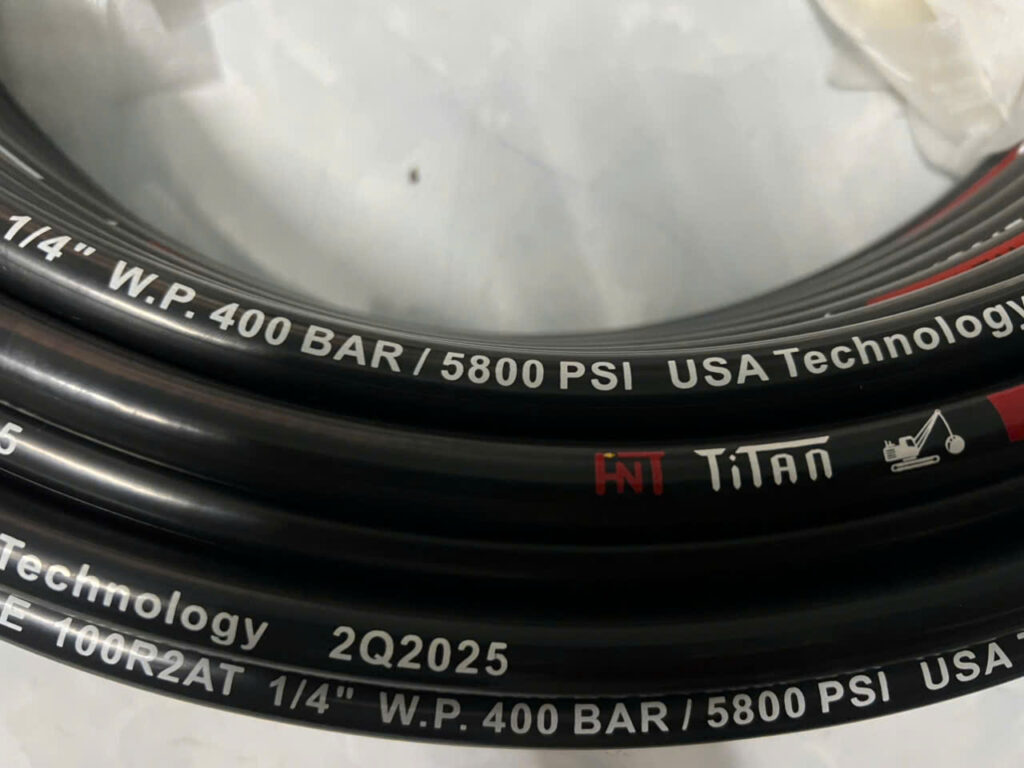 1/4" W.P. 400 BAR / 5800 PSI USA Technology
HNT TiTAN
5
Technology 2Q2025
E 100R2AT 1/4" W.P. 400 BAR / 5800 PSI USA T